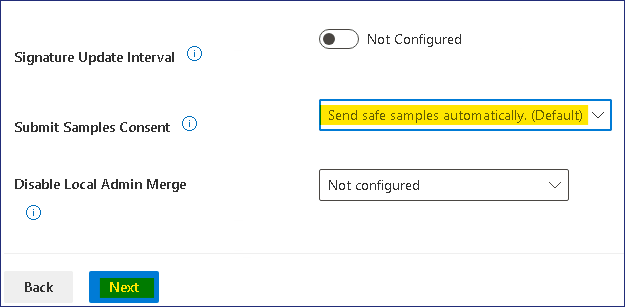 Signature Update Interval
Not Configured
Submit Samples Consent
Send safe samples automatically. (Default)
Disable Local Admin Merge
Not configured
Back
Next